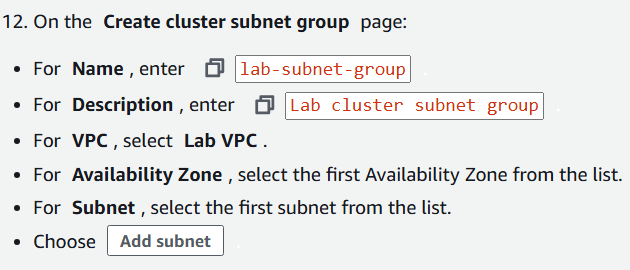 12. On the Create cluster subnet group page:
• For Name , enter lab-subnet-group .
• For Description , enter Lab cluster subnet group .
• For VPC , select Lab VPC .
• For Availability Zone , select the first Availability Zone from the list.
• For Subnet , select the first subnet from the list.
• Choose Add subnet .